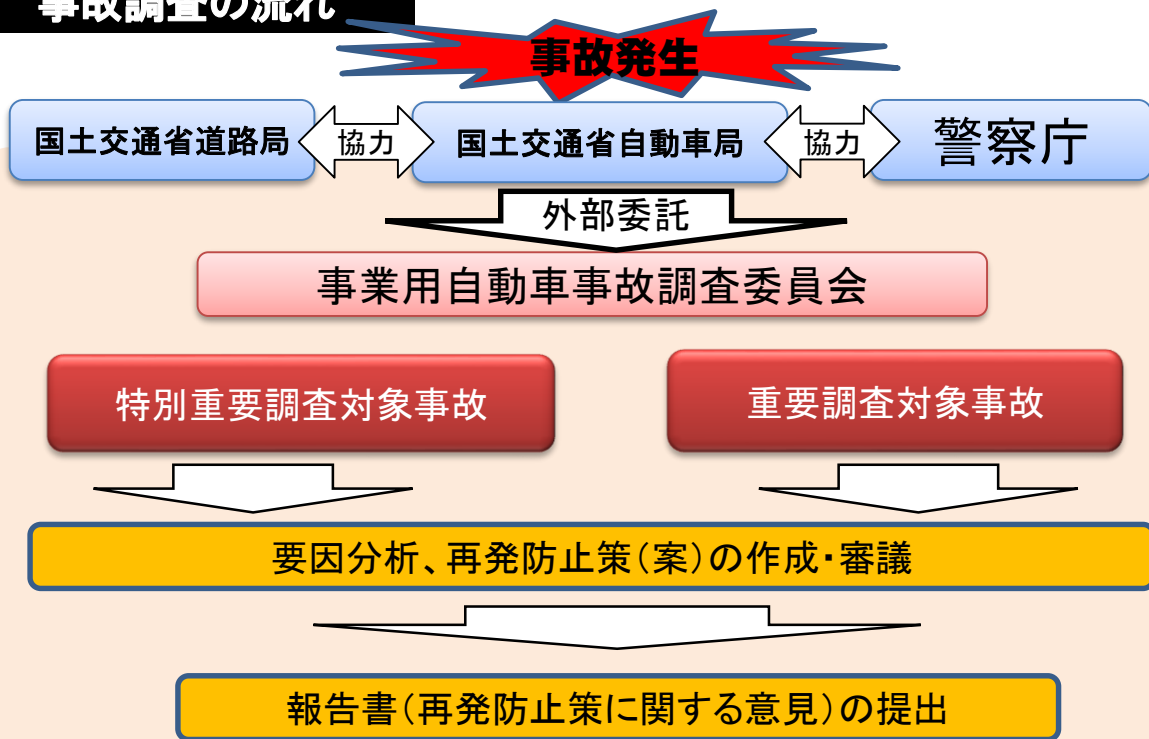 事故調査の流れ
事故発生
国土交通省道路局
協力
国土交通省自動車局
協力
警察庁
外部委託
事業用自動車事故調査委員会
特別重要調査対象事故
重要調査対象事故
要因分析、再発防止策(案)の作成・審議
報告書(再発防止策に関する意見)の提出